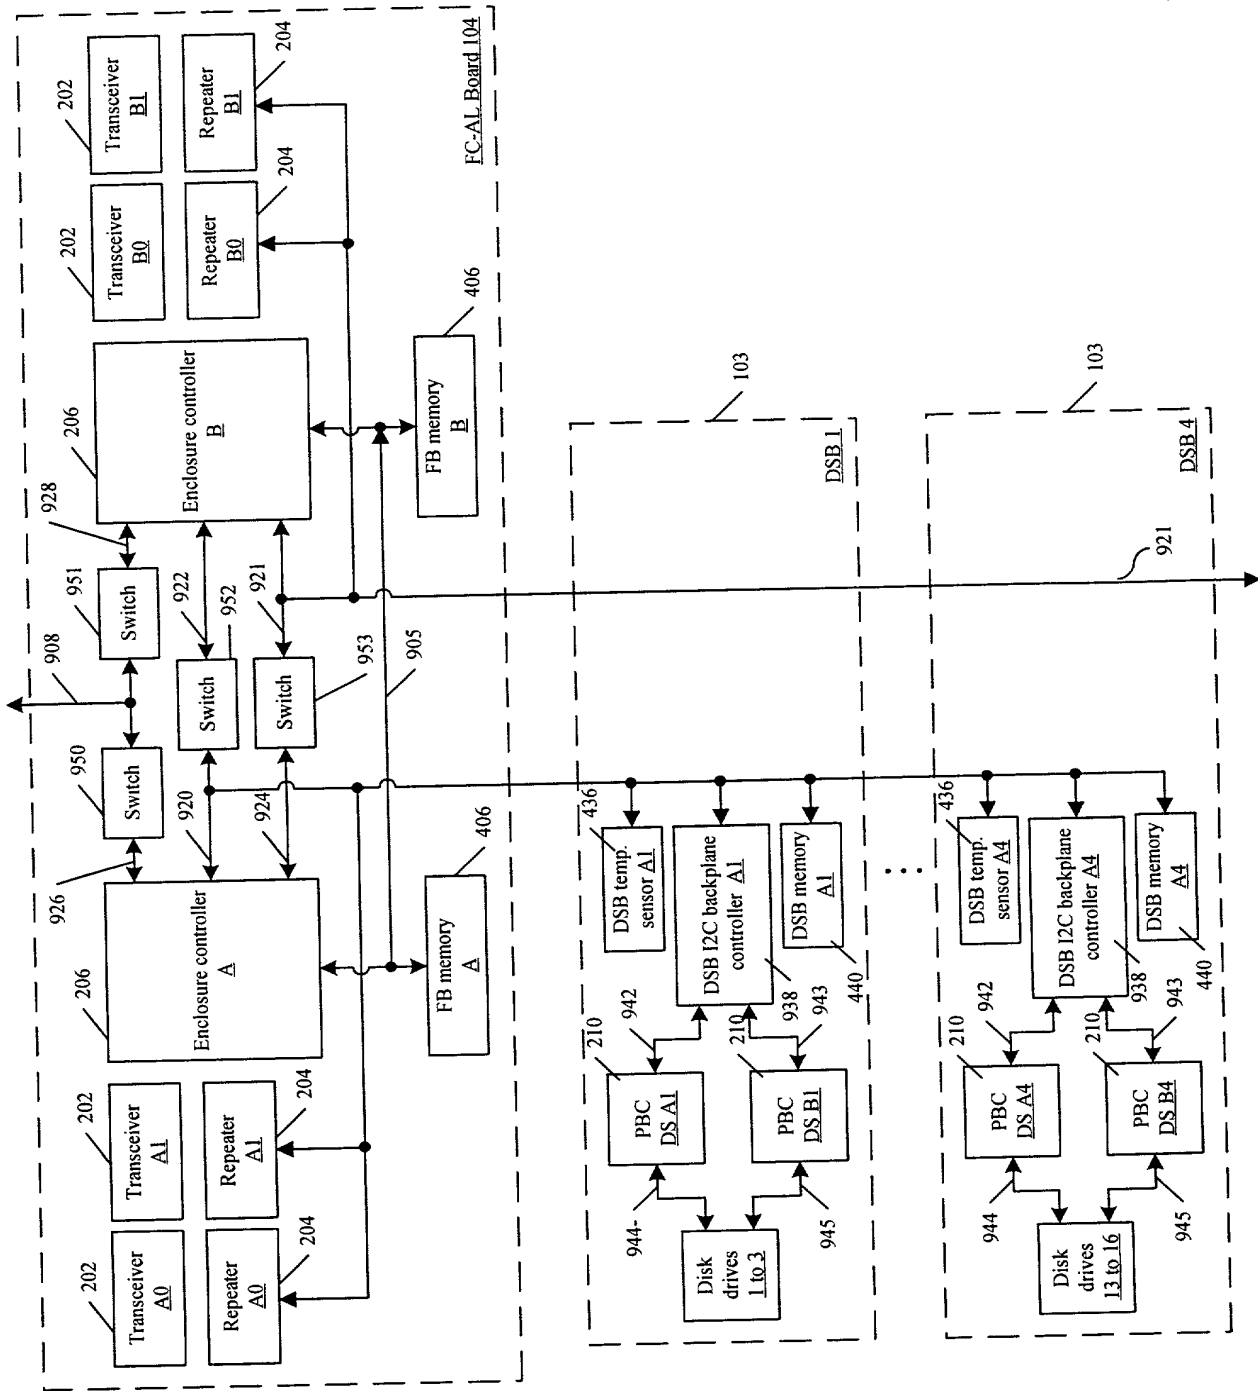 FC-AL Board 104
202
Transceiver
A0
202
Transceiver
A1
204
Repeater
A0
204
Repeater
A1
206
Enclosure controller
A
926
950
Switch
908
951
Switch
928
920
922
Switch
952
924
921
Switch
953
905
206
Enclosure controller
B
202
Transceiver
B0
202
Transceiver
B1
204
Repeater
B0
204
Repeater
B1
406
FB memory
A
406
FB memory
B
103
DSB 1
436
DSB temp.
sensor A1
DSB I2C backplane
controller A1
938
DSB memory
A1
440
942
943
210
PBC
DS A1
210
PBC
DS B1
944
945
Disk
drives
1 to 3
. . .
103
DSB 4
921
436
DSB temp.
sensor A4
DSB I2C backplane
controller A4
938
DSB memory
A4
440
942
943
210
PBC
DS A4
210
PBC
DS B4
944
945
Disk
drives
13 to 16